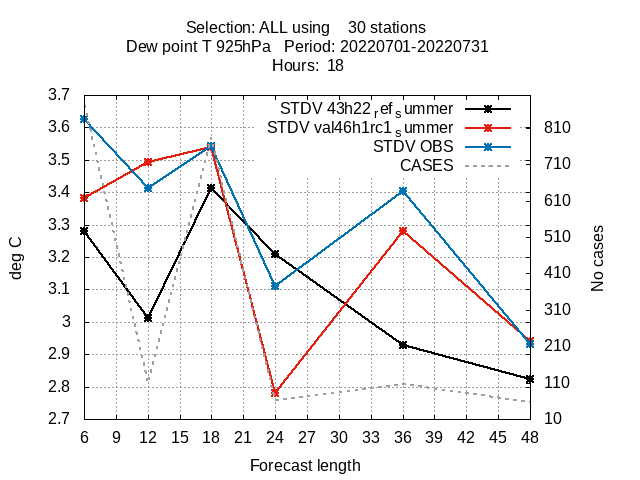 Selection: ALL using 30 stations
Dew point T 925hPa Period: 20220701-20220731
Hours: 18
STDV 43h22refsummer
STDV val46h1rc1summer
STDV OBS
CASES
3.7
3.6
3.5
3.4
3.3
3.2
3.1
3
2.9
2.8
2.7
deg C
810
710
610
510
410
310
210
110
10
No cases
6 9 12 15 18 21 24 27 30 33 36 39 42 45 48
Forecast length